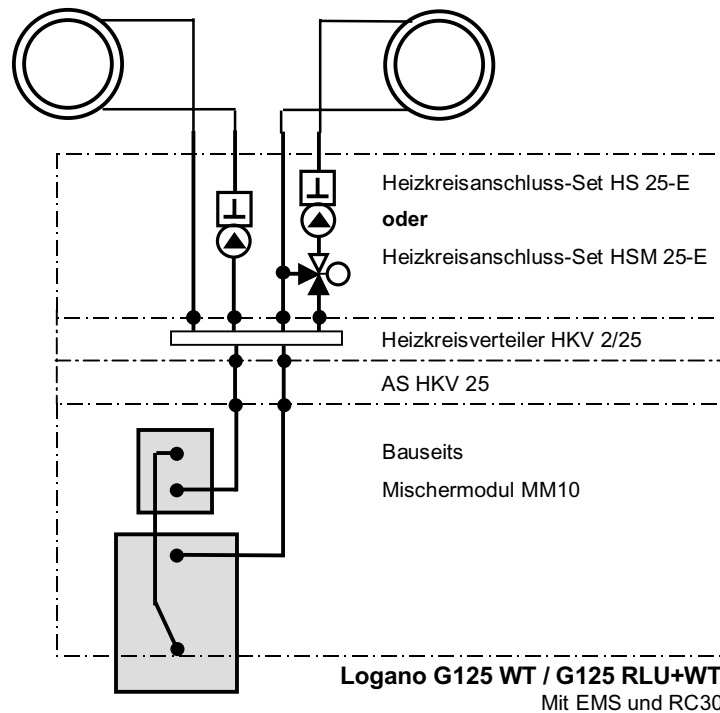 Heizkreisanschluss-Set HS 25-E
oder
Heizkreisanschluss-Set HSM 25-E
Heizkreisverteiler HKV 2/25
AS HKV 25
Bauseits
Mischermodul MM10
Logano G125 WT / G125 RLU+WT
Mit EMS und RC30